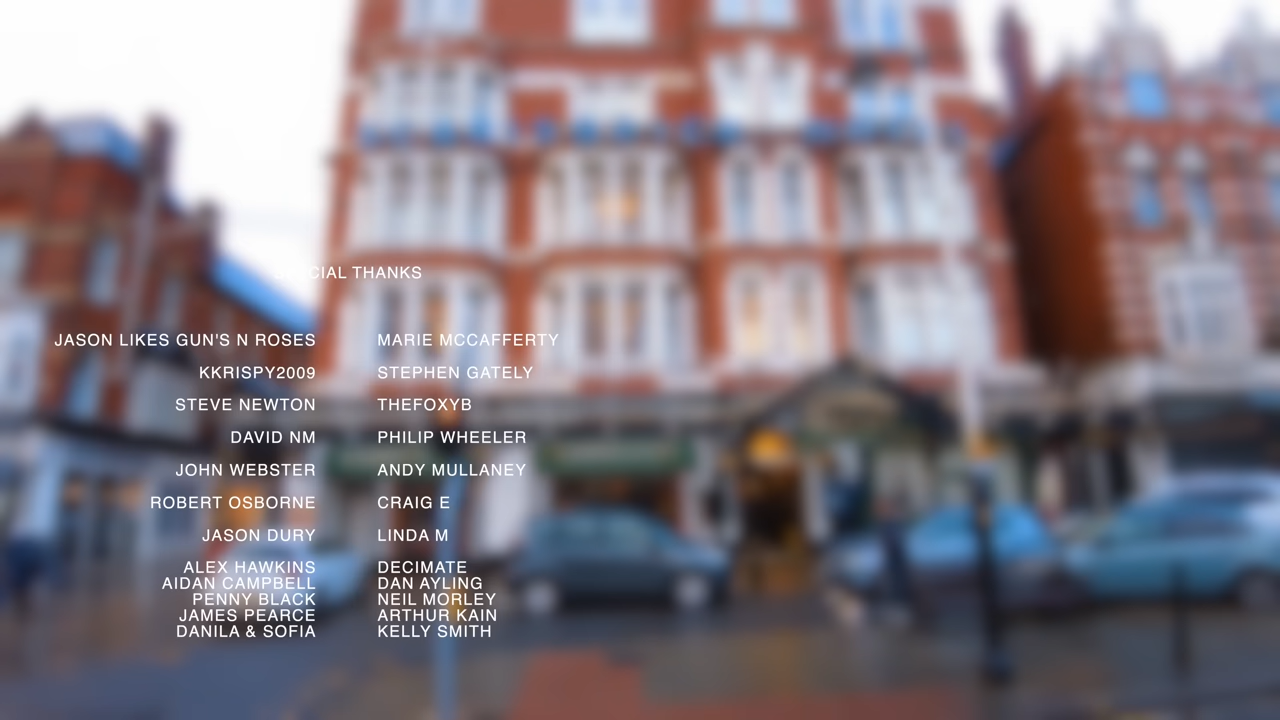 SPECIAL THANKS
JASON LIKES GUN'S N ROSES MARIE MCCAFFERTY
KKRISPY2009 STEPHEN GATELY
STEVE NEWTON THEFOXYB
DAVID NM PHILIP WHEELER
JOHN WEBSTER ANDY MULLANEY
ROBERT OSBORNE CRAIG E
JASON DURY LINDA M
ALEX HAWKINS DECIMATE
AIDAN CAMPBELL DAN AYLING
PENNY BLACK NEIL MORLEY
JAMES PEARCE ARTHUR KAIN
DANILA & SOFIA KELLY SMITH